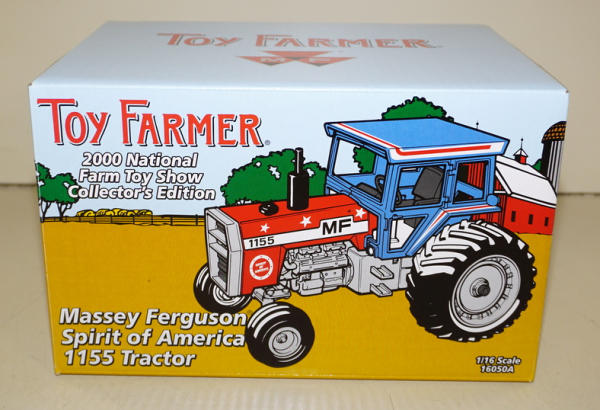 TOY FARMER®
TOY FARMER®
2000 National
Farm Toy Show
Collector's Edition
1155
MF
Massey Ferguson
Spirit of America
1155 Tractor
1/16 Scale
16050A